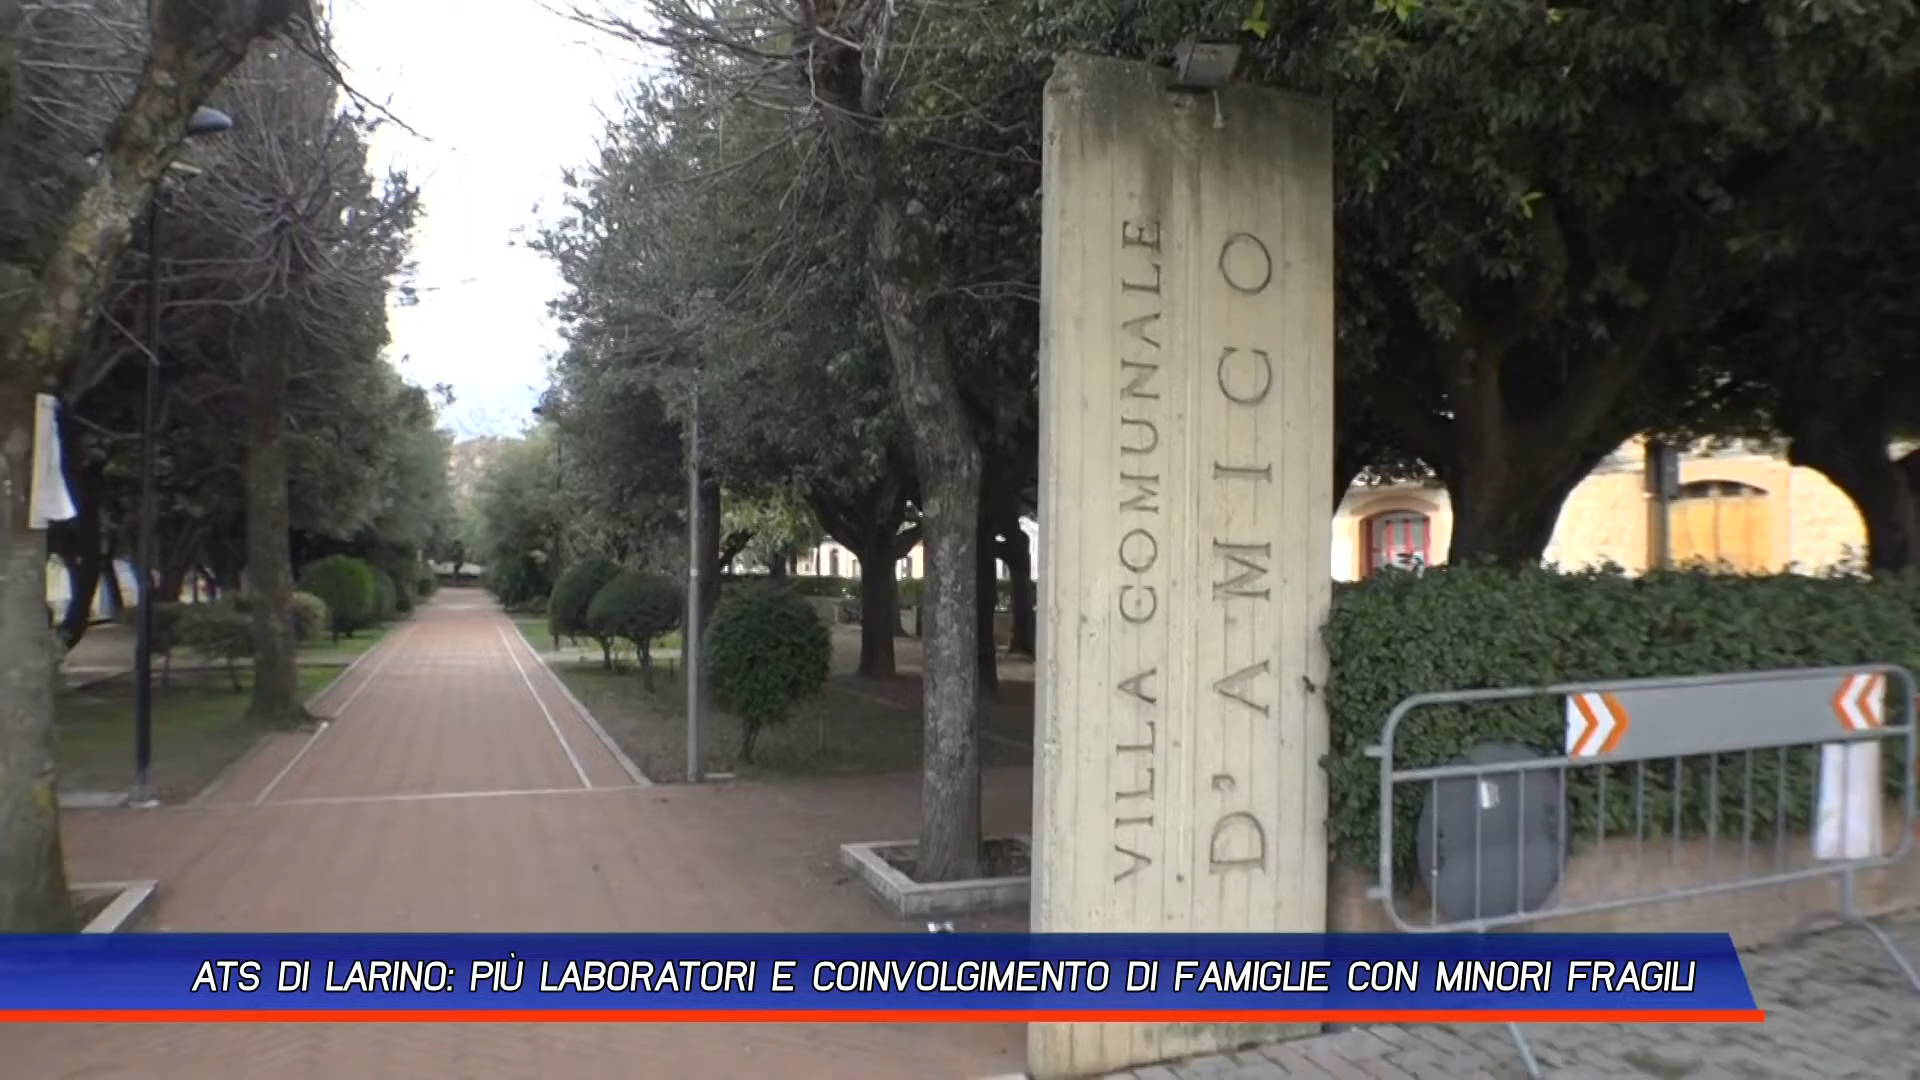 VILLA COMUNALE
D'AMICO
ATS DI LARINO: PIÙ LABORATORI E COINVOLGIMENTO DI FAMIGLIE CON MINORI FRAGILI